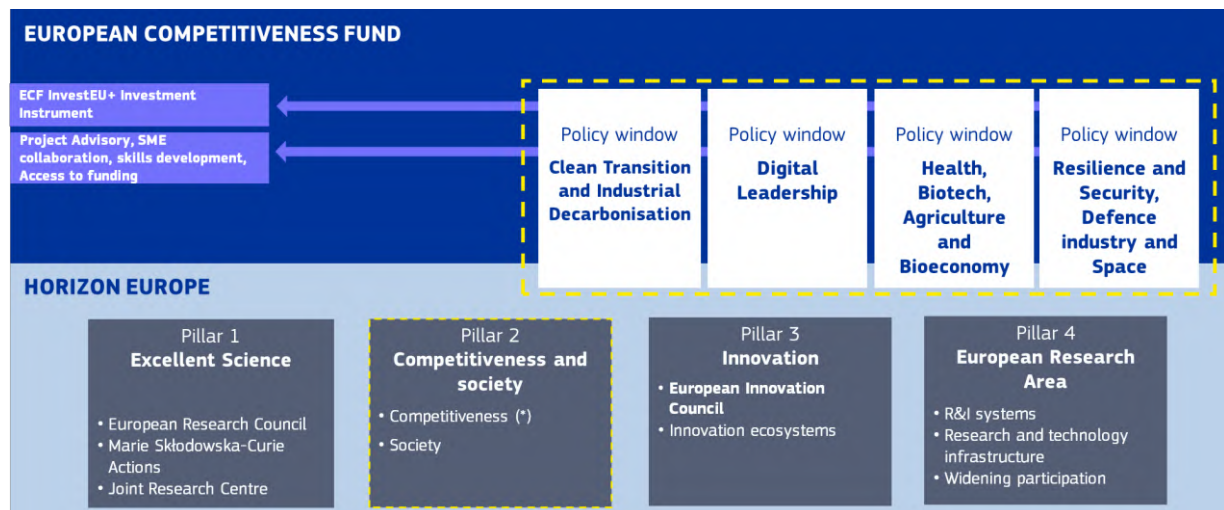 EUROPEAN COMPETITIVENESS FUND
ECF InvestEU+ Investment
Instrument
Project Advisory, SME
collaboration, skills development,
Access to funding
Policy window
Clean Transition
and Industrial
Decarbonisation
Policy window
Digital
Leadership
Policy window
Health,
Biotech,
Agriculture
and
Bioeconomy
Policy window
Resilience and
Security,
Defence
industry and
Space
HORIZON EUROPE
Pillar 1
Excellent Science
• European Research Council
• Marie Skłodowska-Curie
Actions
• Joint Research Centre
Pillar 2
Competitiveness and
society
• Competitiveness (*)
• Society
Pillar 3
Innovation
• European Innovation
Council
• Innovation ecosystems
Pillar 4
European Research
Area
• R&I systems
• Research and technology
infrastructure
• Widening participation